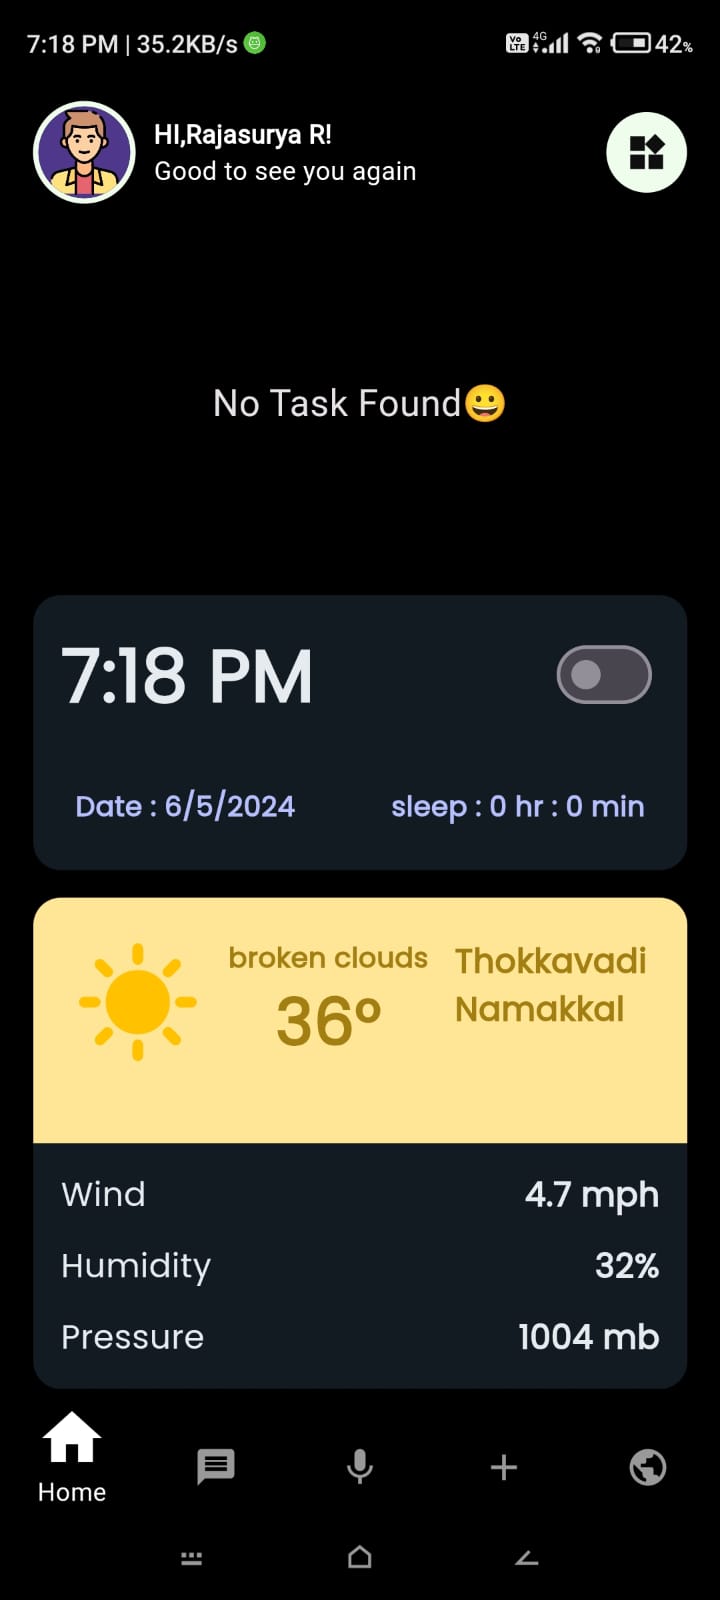 7:18 PM | 35.2KB/s
Vo LTE 4G 42%
HI,Rajasurya R!
Good to see you again
No Task Found😀
7:18 PM
Date : 6/5/2024 sleep : 0 hr : 0 min
broken clouds
36°
Thokkavadi
Namakkal
Wind 4.7 mph
Humidity 32%
Pressure 1004 mb
Home